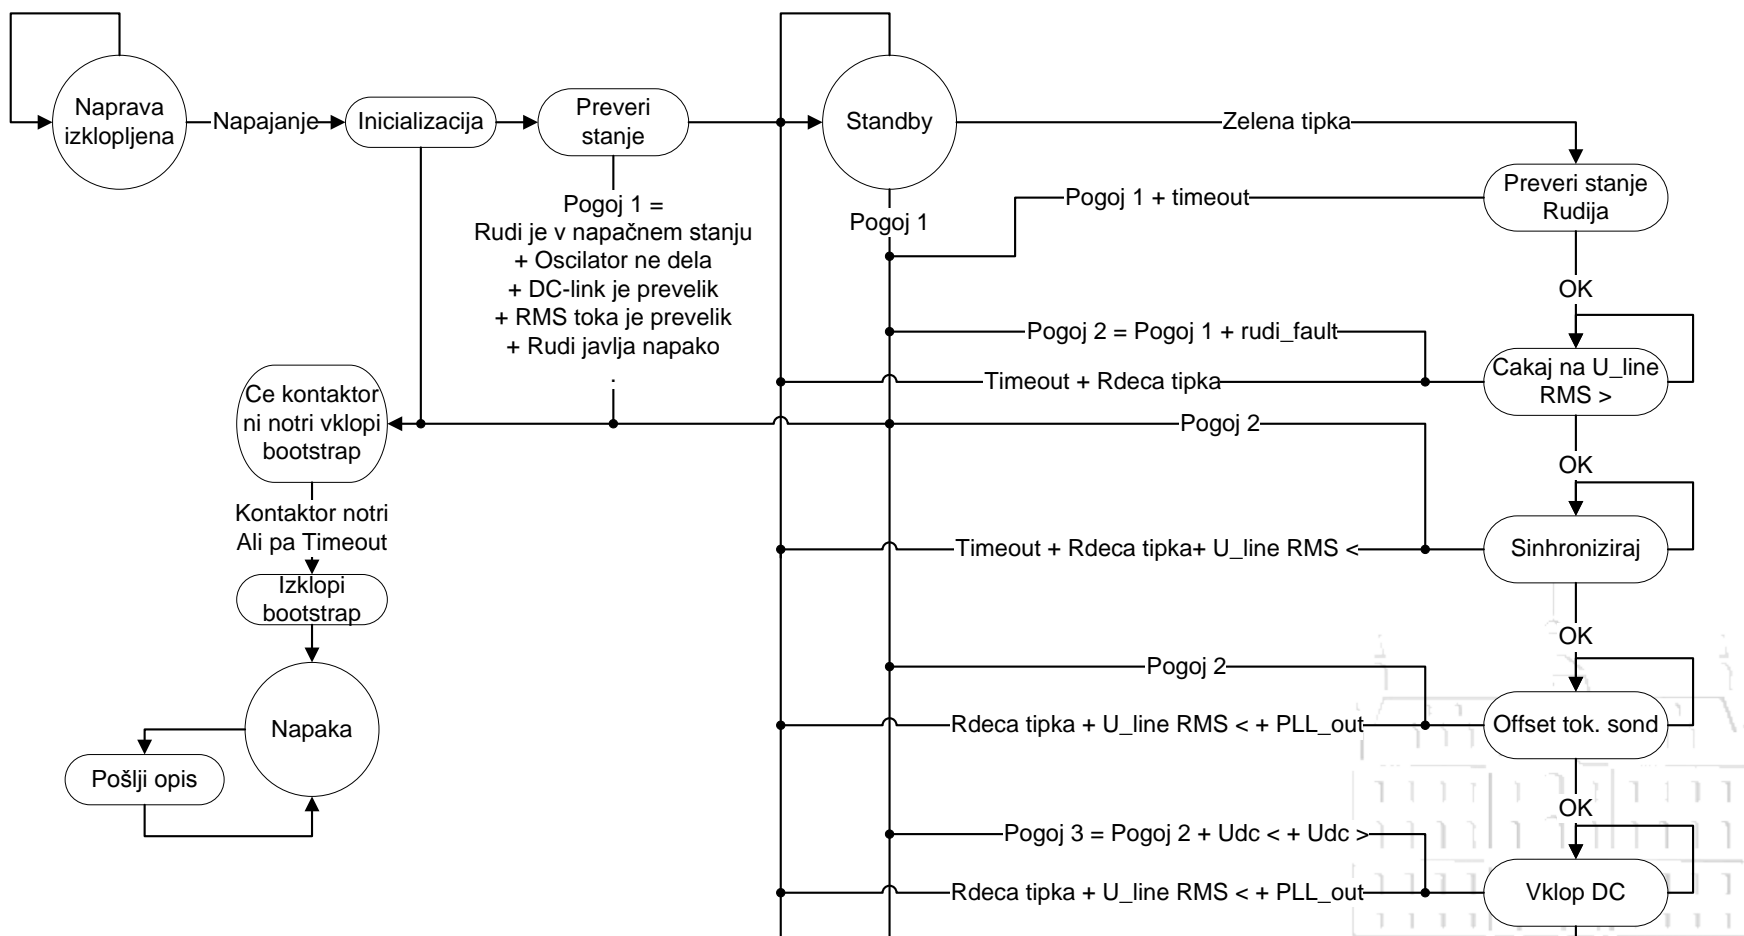 Naprava
izklopljena
Napajanje
Inicializacija
Preveri
stanje
Standby
Zelena tipka
Preveri stanje
Rudija
Pogoj 1 + timeout
Pogoj 1
Pogoj 1 =
Rudi je v napačnem stanju
+ Oscilator ne dela
+ DC-link je prevelik
+ RMS toka je prevelik
+ Rudi javlja napako
.
.
OK
Pogoj 2 = Pogoj 1 + rudi_fault
Cakaj na U_line
RMS >
Timeout + Rdeca tipka
Ce kontaktor
ni notri vklopi
bootstrap
Pogoj 2
OK
Kontaktor notri
Ali pa Timeout
Timeout + Rdeca tipka+ U_line RMS <
Sinhroniziraj
Izklopi
bootstrap
OK
Pogoj 2
Napaka
Rdeca tipka + U_line RMS < + PLL_out
Offset tok. sond
Pošlji opis
OK
Pogoj 3 = Pogoj 2 + Udc < + Udc >
Rdeca tipka + U_line RMS < + PLL_out
Vklop DC